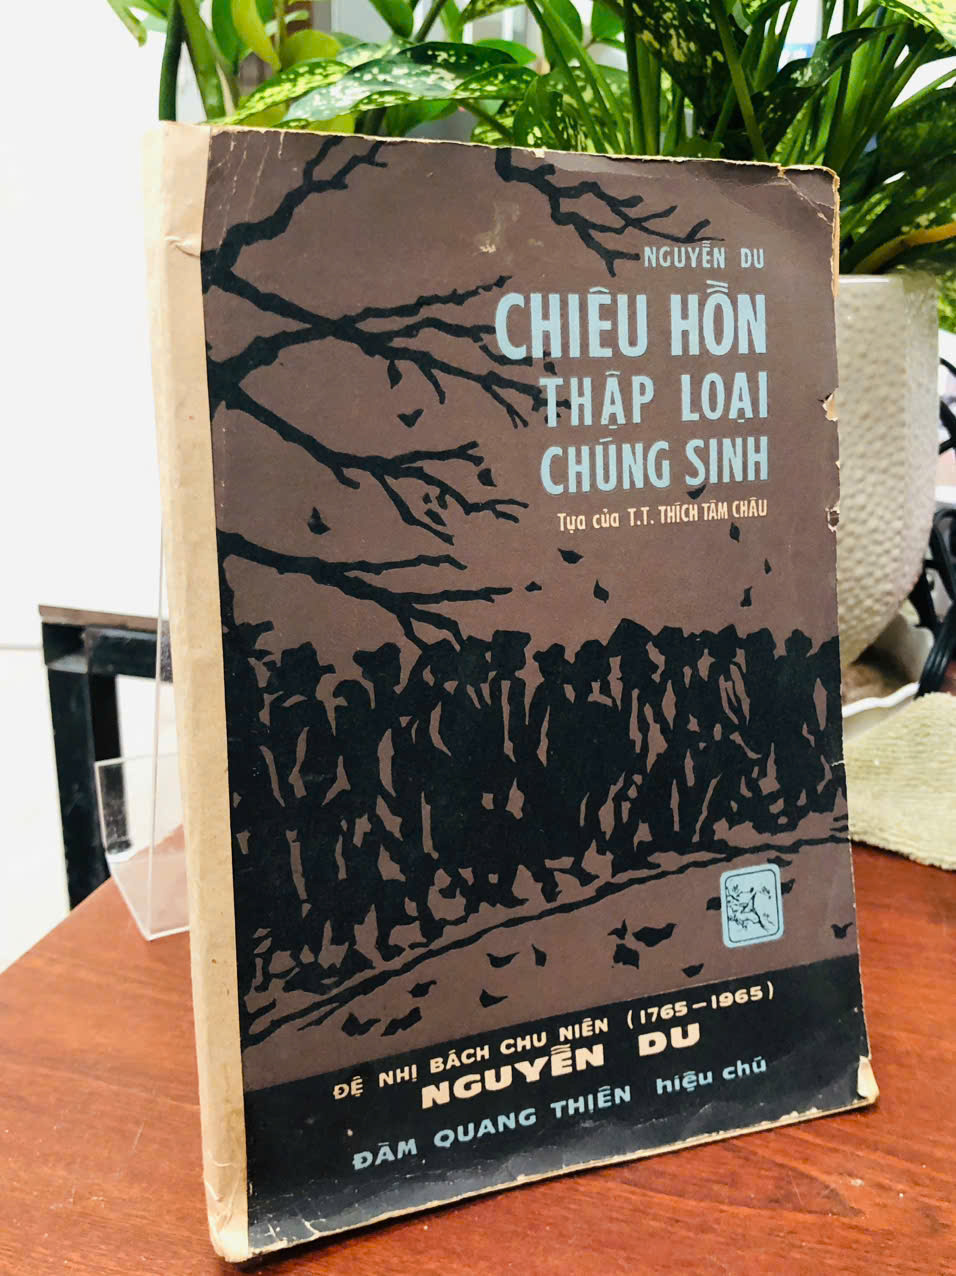 NGUYỄN DU
CHIÊU HỒN
THẬP LOẠI
CHÚNG SINH
Tựa của T.T. THÍCH TÂM CHÂU
ĐỆ NHỊ BÁCH CHU NIÊN (1765-1965)
NGUYỄN DU
ĐÀM QUANG THIỆN hiệu chú